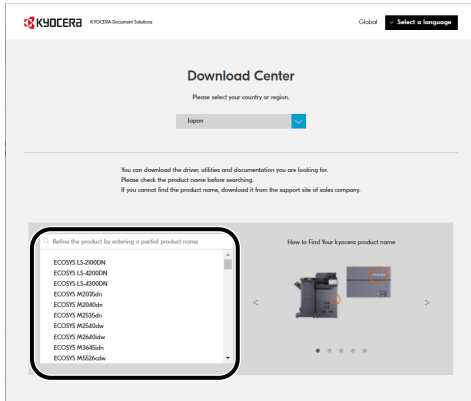 KYOCERA KYOCERA Document Solutions
Global Select a language
Download Center
Please select your country or region.
Japan
You can download the driver, utilities and documentation you are looking for.
Please check the product name before searching.
If you cannot find the product name, download it from the support site of sales company.
Refine the product by entering a partial product name
ECOSYS LS-2100DN
ECOSYS LS-4200DN
ECOSYS LS-4300DN
ECOSYS M2035dn
ECOSYS M2040dn
ECOSYS M2535dn
ECOSYS M2540dw
ECOSYS M2640idw
ECOSYS M3645idn
ECOSYS M5526cdw
How to Find Your kyocera product name
< >